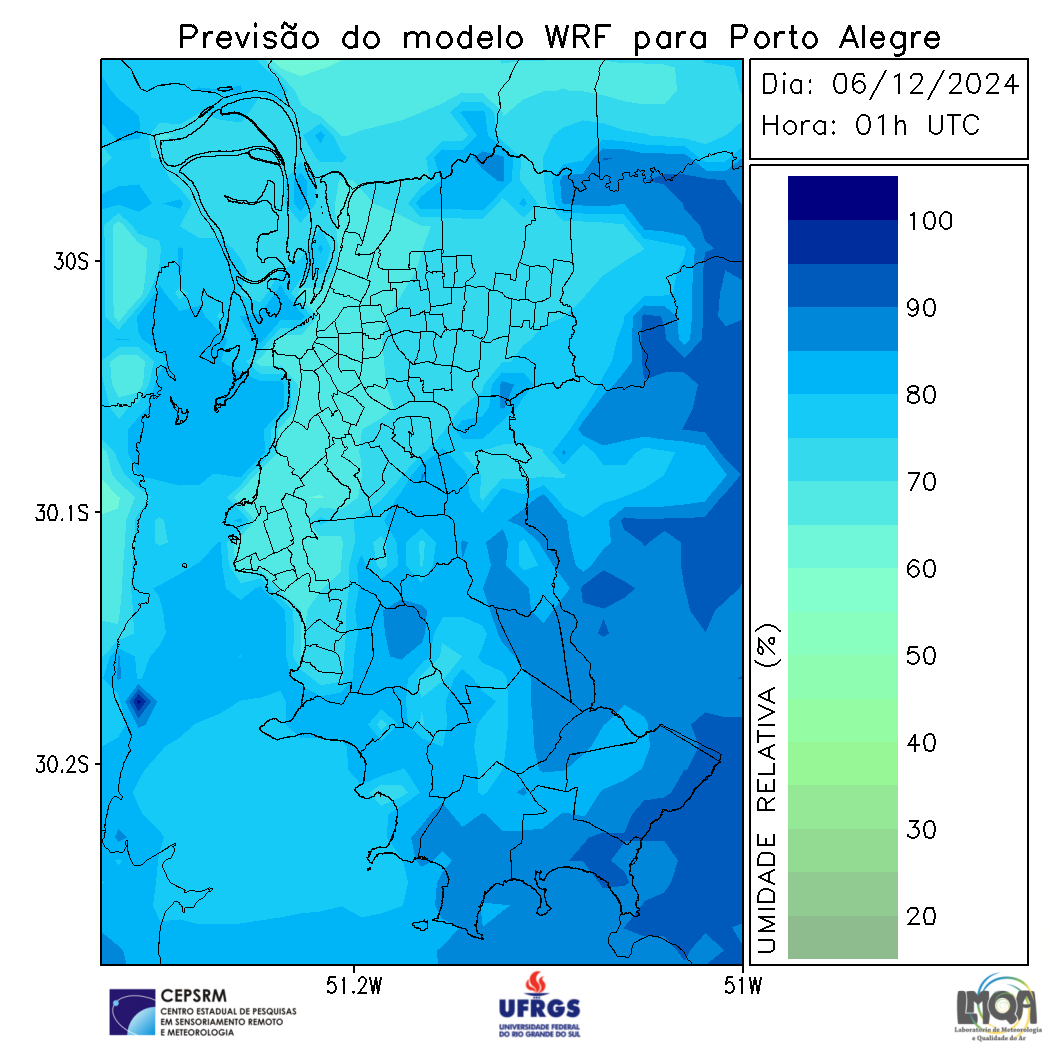 Previsão do modelo WRF para Porto Alegre
Dia: 06/12/2024
Hora: 01h UTC
30S
30.1S
30.2S
51.2W
51W
UMIDADE RELATIVA (%)
100
90
80
70
60
50
40
30
20
CEPSRM
CENTRO ESTADUAL DE PESQUISAS
EM SENSORIAMENTO REMOTO
E METEOROLOGIA
UFRGS
UNIVERSIDADE FEDERAL
DO RIO GRANDE DO SUL
LMQA
Laboratório de Meteorologia
e Qualidade do Ar